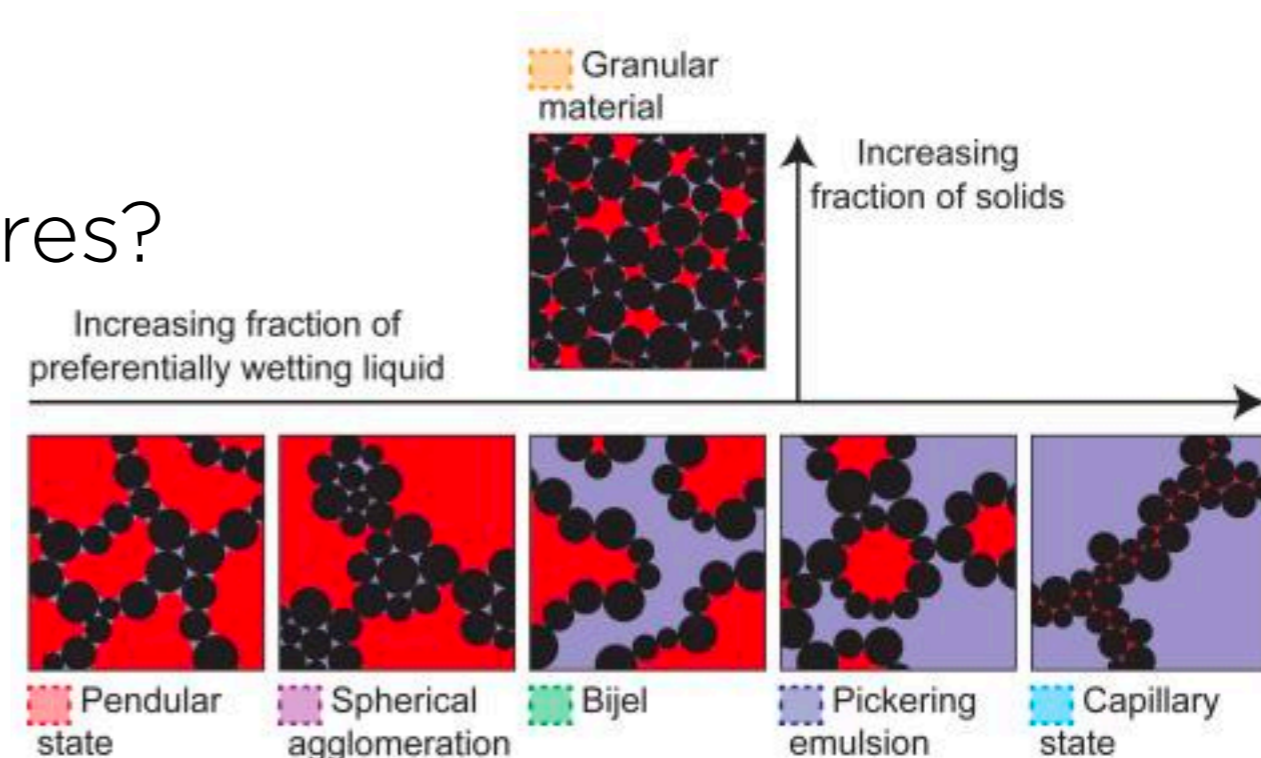 Granular
material
Increasing
fraction of solids
res?
Increasing fraction of
preferentially wetting liquid
Pendular
state
Spherical
agglomeration
Bijel
Pickering
emulsion
Capillary
state